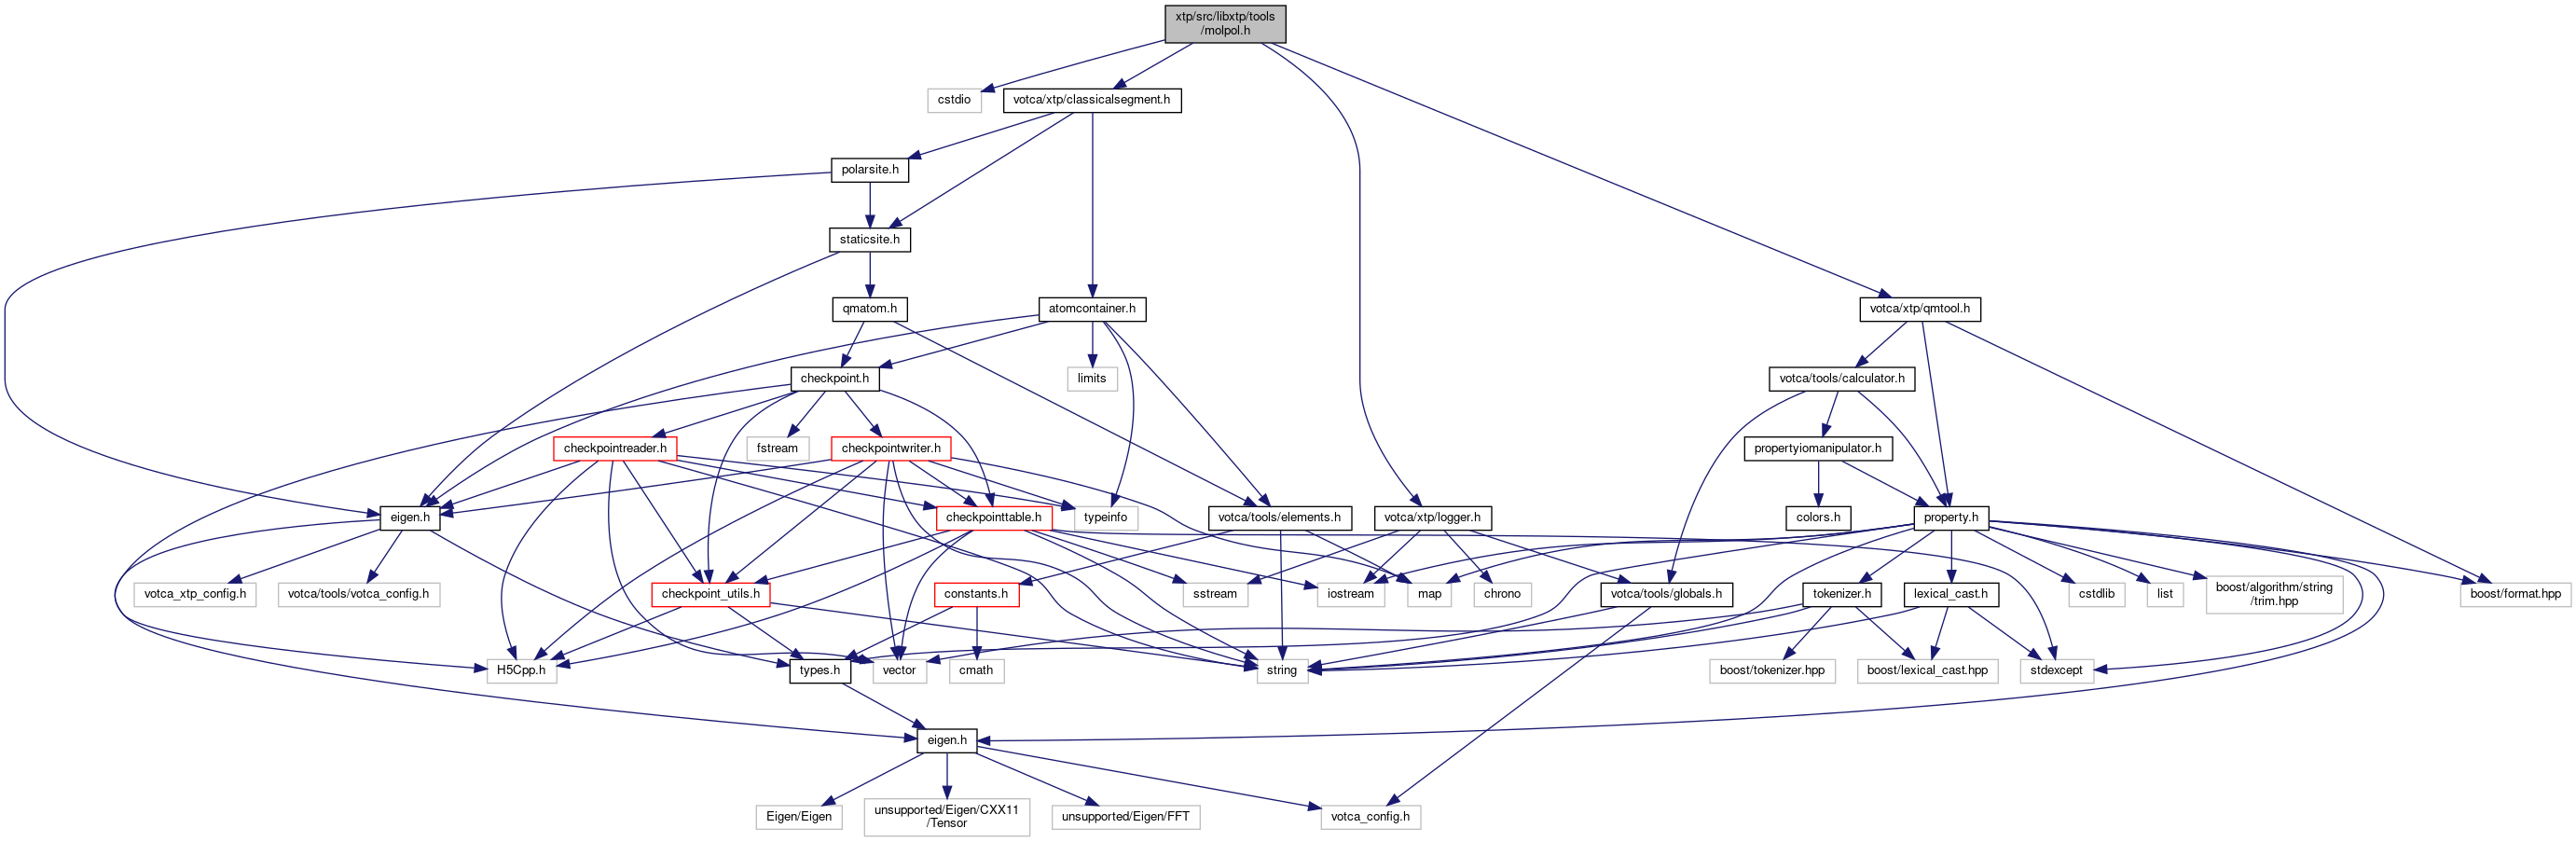 xtp/src/libxtp/tools
/molpol.h
cstdio
votca/xtp/classicalsegment.h
polarsite.h
staticsite.h
qmatom.h
atomcontainer.h
votca/xtp/qmtool.h
checkpoint.h
limits
votca/tools/calculator.h
checkpointreader.h
fstream
checkpointwriter.h
propertyiomanipulator.h
eigen.h
checkpointtable.h
typeinfo
votca/tools/elements.h
votca/xtp/logger.h
colors.h
property.h
votca_xtp_config.h
votca/tools/votca_config.h
checkpoint_utils.h
constants.h
sstream
iostream
map
chrono
votca/tools/globals.h
tokenizer.h
lexical_cast.h
cstdlib
list
boost/algorithm/string
/trim.hpp
boost/format.hpp
H5Cpp.h
types.h
vector
cmath
string
boost/tokenizer.hpp
boost/lexical_cast.hpp
stdexcept
eigen.h
Eigen/Eigen
unsupported/Eigen/CXX11
/Tensor
unsupported/Eigen/FFT
votca_config.h